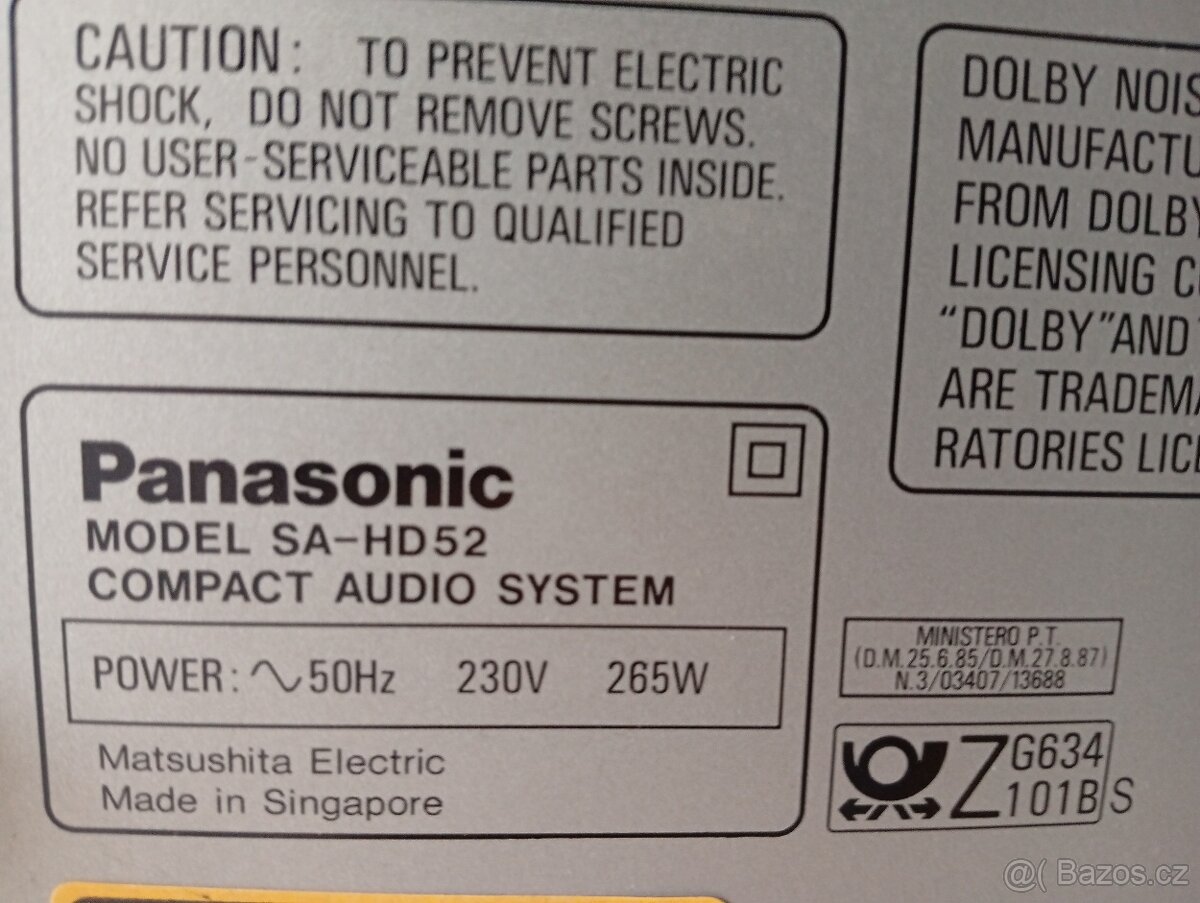 CAUTION: TO PREVENT ELECTRIC
SHOCK, DO NOT REMOVE SCREWS.
NO USER-SERVICEABLE PARTS INSIDE.
REFER SERVICING TO QUALIFIED
SERVICE PERSONNEL.
DOLBY NOIS
MANUFACTU
FROM DOLBY
LICENSING CO
"DOLBY" AND
ARE TRADEMA
RATORIES LICE
Panasonic
MODEL SA-HD52
COMPACT AUDIO SYSTEM
POWER: ∿50Hz 230V 265W
Matsushita Electric
Made in Singapore
MINISTERO P.T.
(D.M.25.6.85/D.M.27.8.87)
N.3/03407/13688
Z G634
101B S
@( Bazos.cz